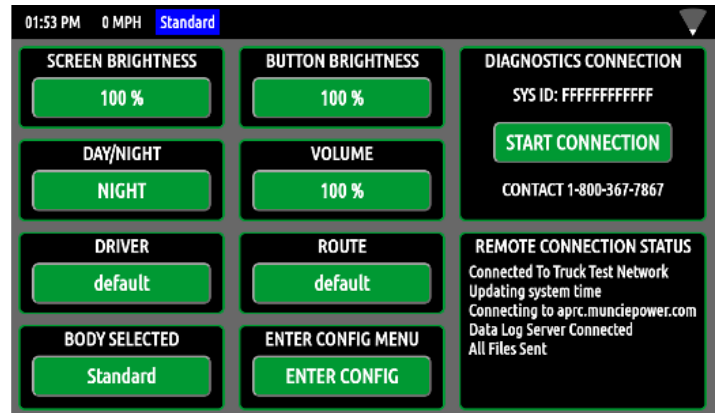 01:53 PM 0 MPH Standard
SCREEN BRIGHTNESS
100 %
BUTTON BRIGHTNESS
100 %
DIAGNOSTICS CONNECTION
SYS ID: FFFFFFFFFFFF
START CONNECTION
CONTACT 1-800-367-7867
DAY/NIGHT
NIGHT
VOLUME
100 %
DRIVER
default
ROUTE
default
REMOTE CONNECTION STATUS
Connected To Truck Test Network
Updating system time
Connecting to aprc.munciepower.com
Data Log Server Connected
All Files Sent
BODY SELECTED
Standard
ENTER CONFIG MENU
ENTER CONFIG